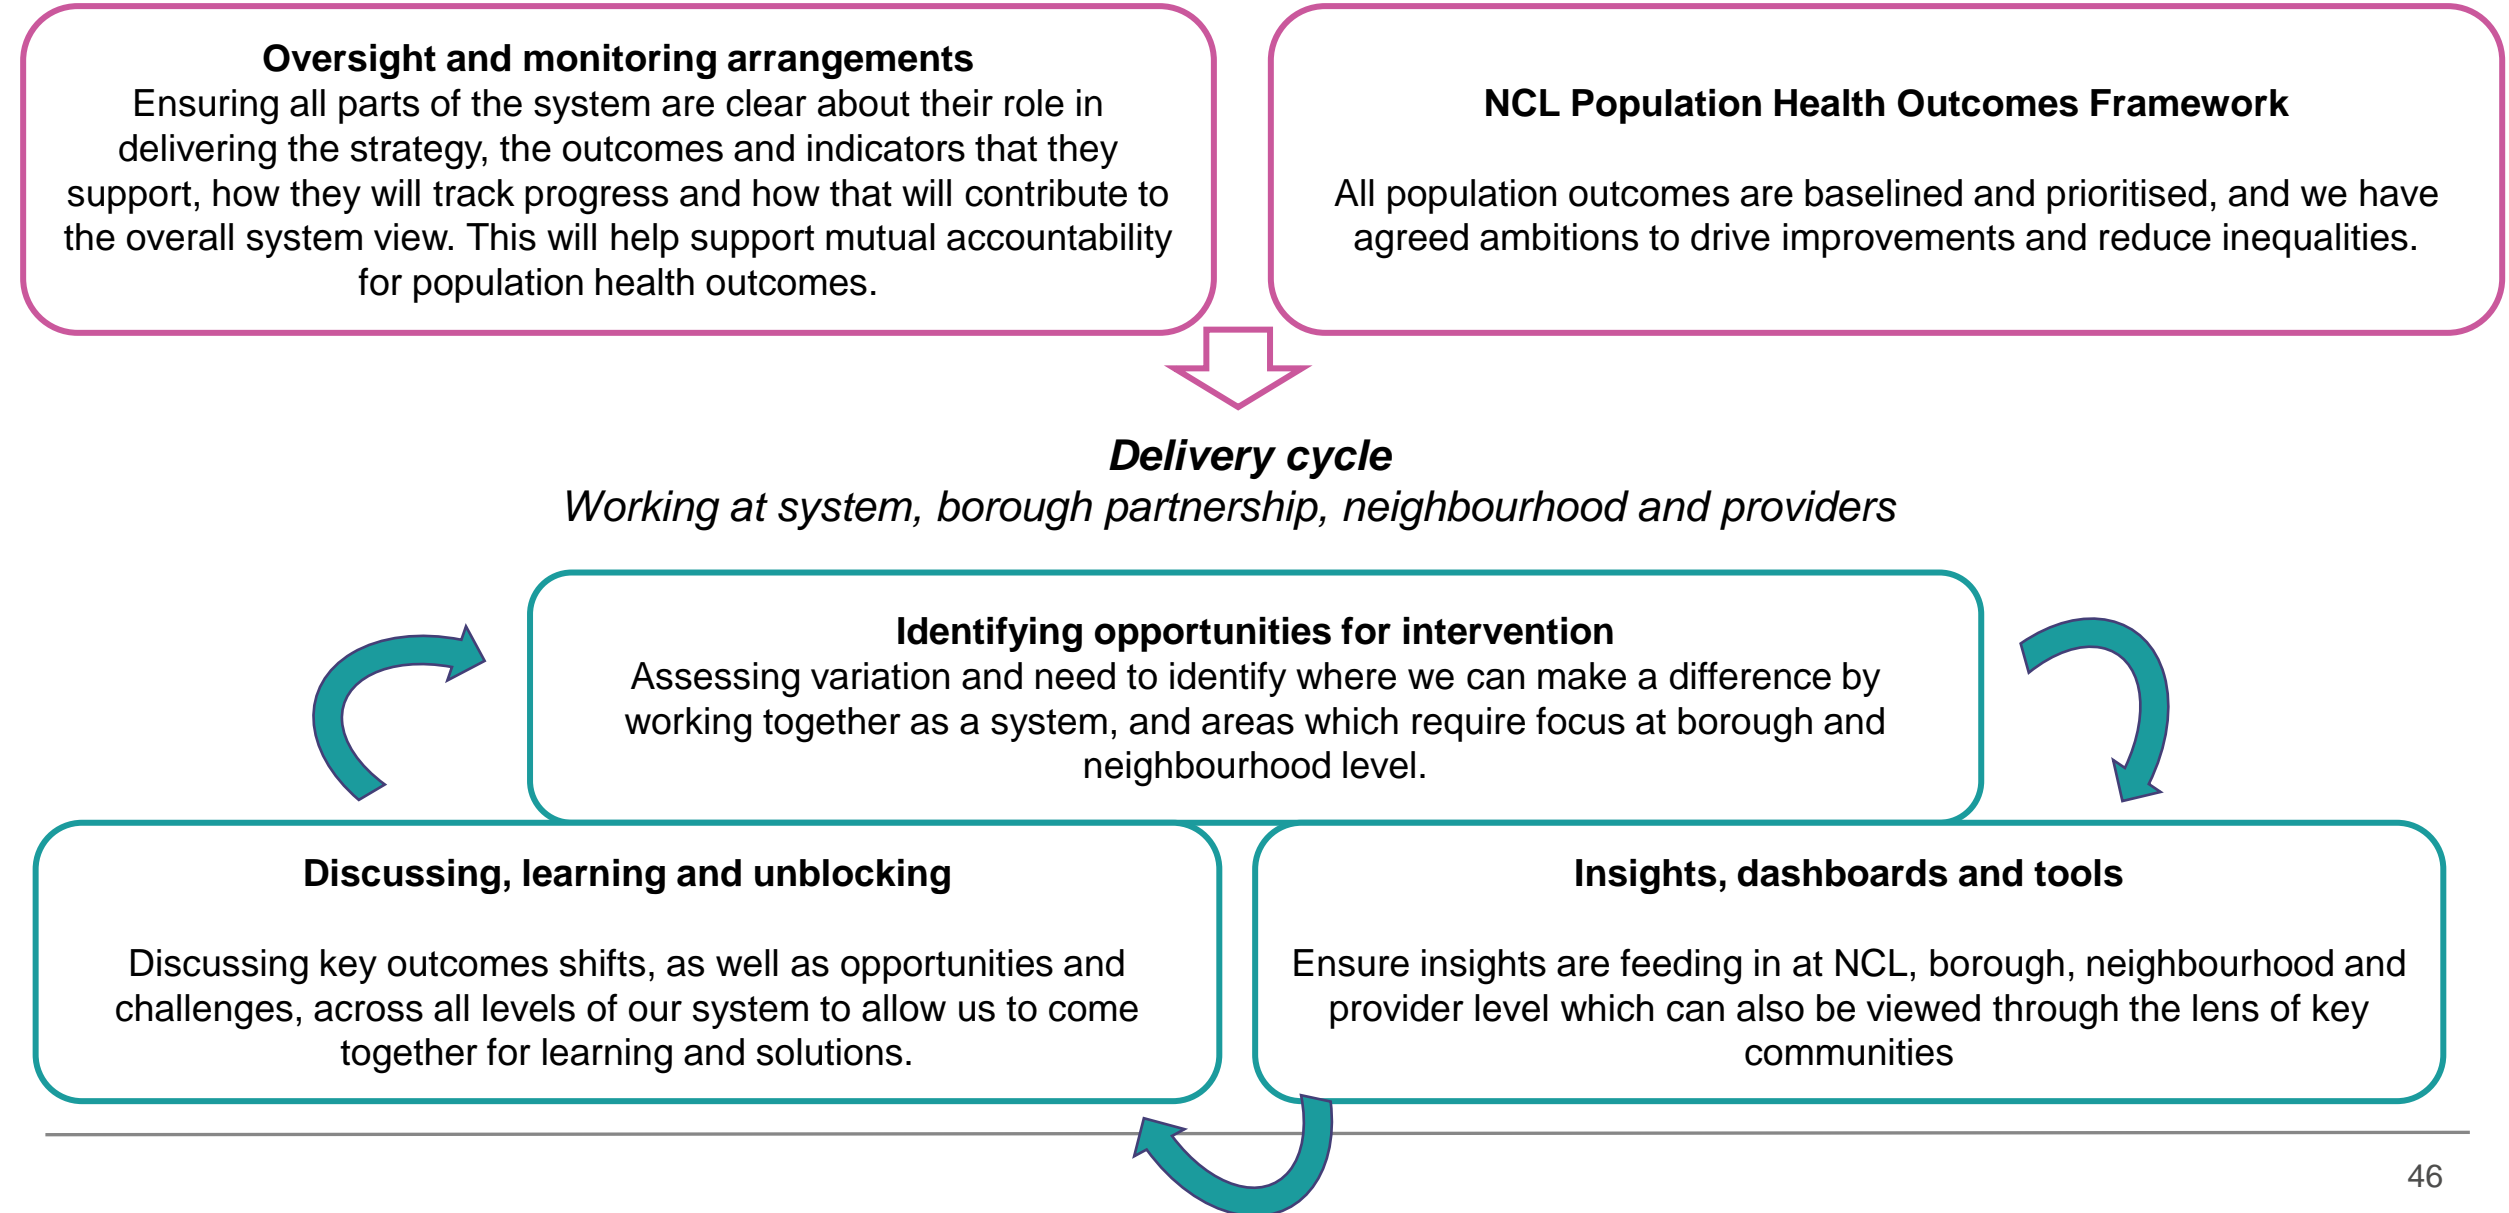 Oversight and monitoring arrangements
Ensuring all parts of the system are clear about their role in
delivering the strategy, the outcomes and indicators that they
support, how they will track progress and how that will contribute to
the overall system view. This will help support mutual accountability
for population health outcomes.
NCL Population Health Outcomes Framework
All population outcomes are baselined and prioritised, and we have
agreed ambitions to drive improvements and reduce inequalities.
Delivery cycle
Working at system, borough partnership, neighbourhood and providers
Identifying opportunities for intervention
Assessing variation and need to identify where we can make a difference by
working together as a system, and areas which require focus at borough and
neighbourhood level.
Discussing, learning and unblocking
Discussing key outcomes shifts, as well as opportunities and
challenges, across all levels of our system to allow us to come
together for learning and solutions.
Insights, dashboards and tools
Ensure insights are feeding in at NCL, borough, neighbourhood and
provider level which can also be viewed through the lens of key
communities
46